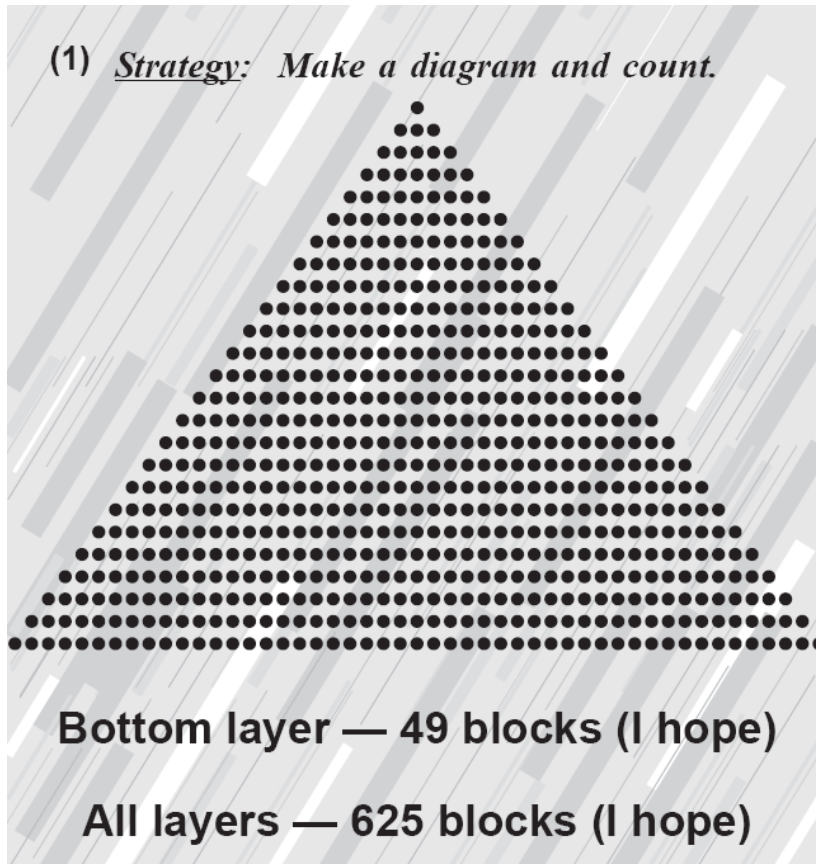 (1) Strategy: Make a diagram and count.
Bottom layer — 49 blocks (I hope)
All layers — 625 blocks (I hope)